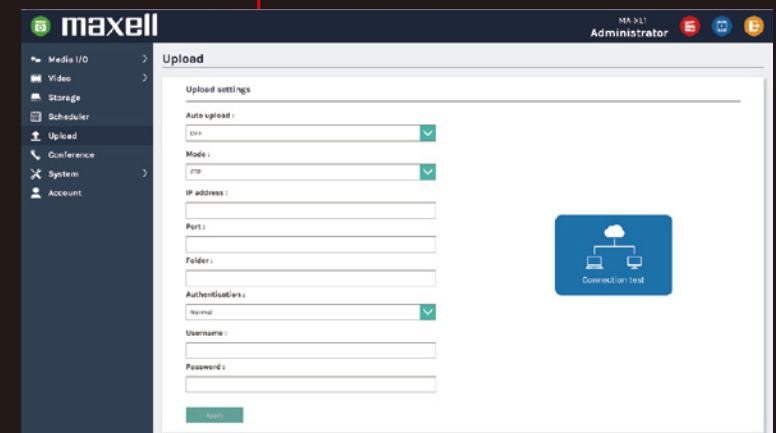 maxell
MA-XL1
Administrator
Media I/O
Video
Storage
Scheduler
Upload
Conference
System
Account
Upload
Upload settings
Auto upload :
OFF
Mode :
FTP
IP address :
Port :
Folder :
Authentication :
Normal
Username :
Password :
Apply
Connection test